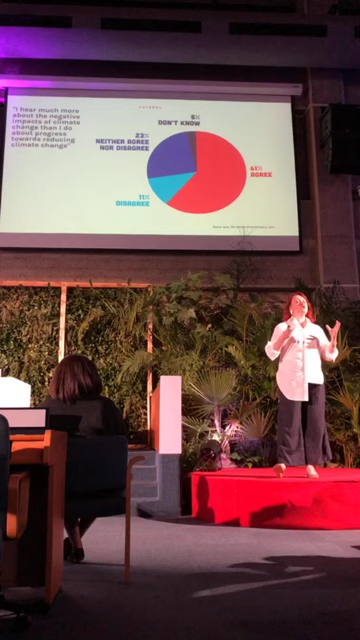 "I hear much more
about the negative
impacts of climate
change than I do
about progress
towards reducing
climate change"
5%
DON'T KNOW
23%
NEITHER AGREE
NOR DISAGREE
61%
AGREE
11%
DISAGREE